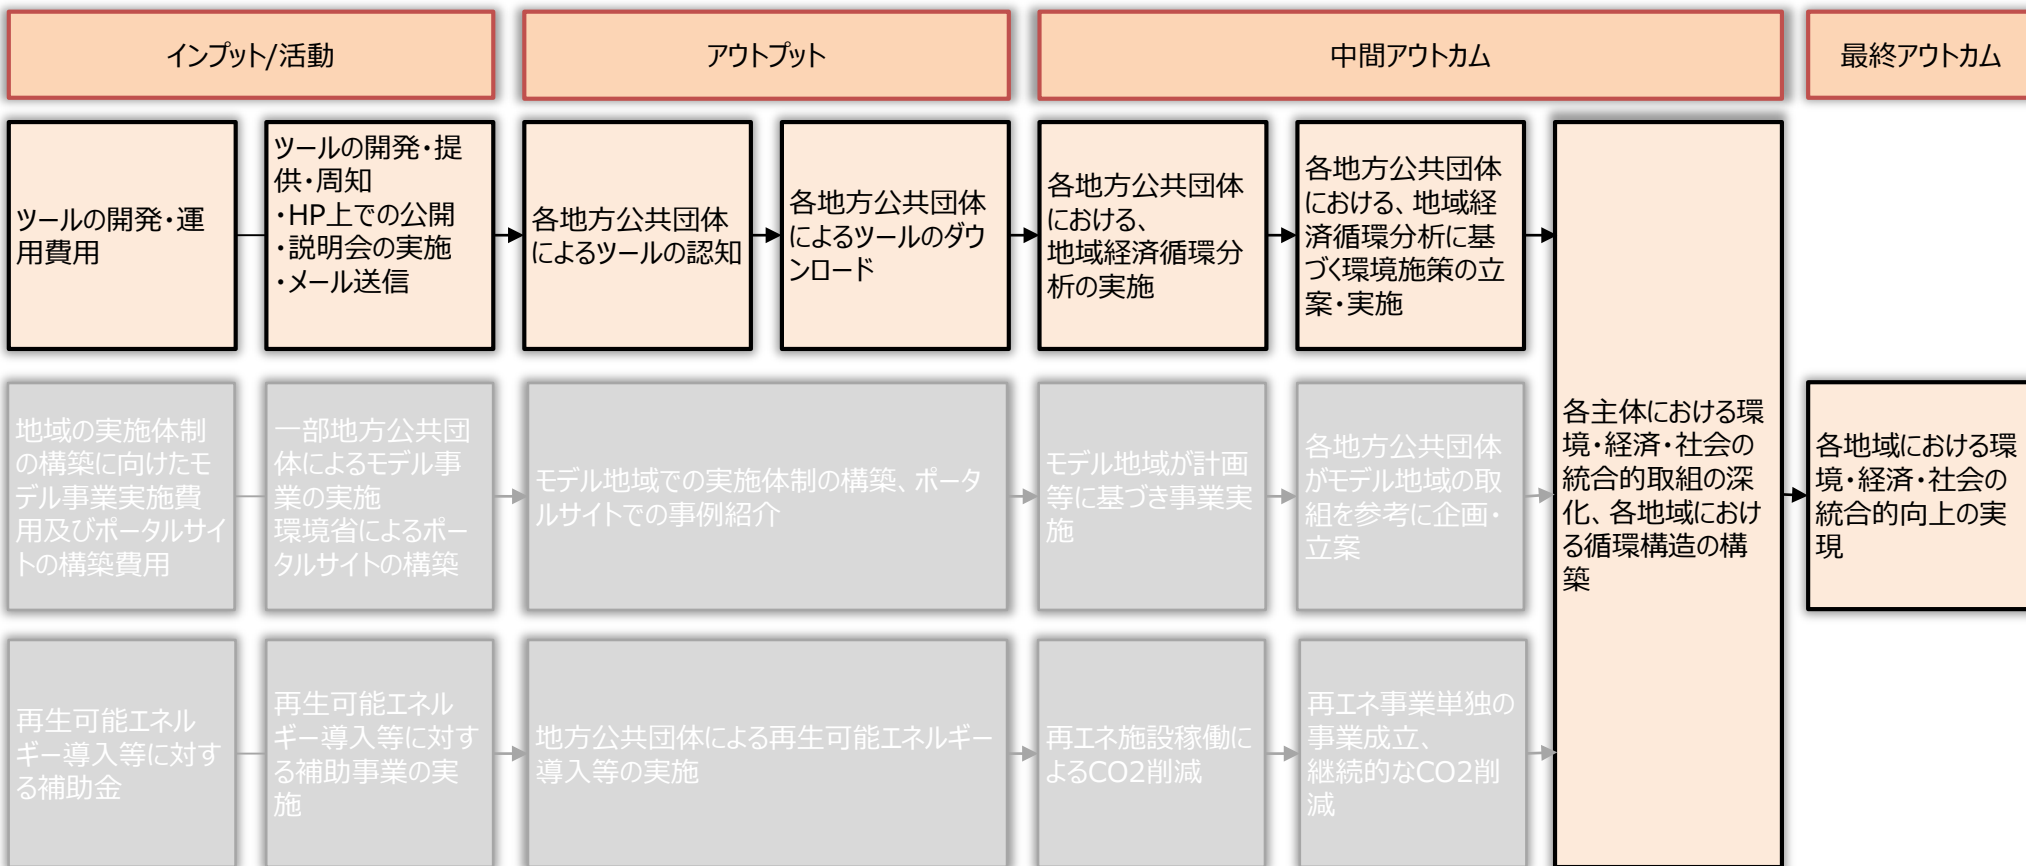 インプット/活動
アウトプット
中間アウトカム
最終アウトカム
ツールの開発・運
用費用
ツールの開発・提
供・周知
・HP上での公開
・説明会の実施
・メール送信
各地方公共団体
によるツールの認知
各地方公共団体
によるツールのダウ
ンロード
各地方公共団体
における、
地域経済循環分
析の実施
各地方公共団体
における、地域経
済循環分析に基
づく環境施策の立
案・実施
各主体における環
境・経済・社会の
統合的取組の深
化、各地域におけ
る循環構造の構
築
各地域における環
境・経済・社会の
統合的向上の実
現
地域の実施体制
の構築に向けたモ
デル事業実施費
用及びポータルサイ
トの構築費用
一部地方公共団
体によるモデル事
業の実施
環境省によるポー
タルサイトの構築
モデル地域での実施体制の構築、ポータ
ルサイトでの事例紹介
モデル地域が計画
等に基づき事業実
施
各地方公共団体
がモデル地域の取
組を参考に企画・
立案
再生可能エネル
ギー導入等に対す
る補助金
再生可能エネル
ギー導入等に対す
る補助事業の実
施
地方公共団体による再生可能エネルギー
導入等の実施
再エネ施設稼働に
よるCO2削減
再エネ事業単独の
事業成立、
継続的なCO2削
減